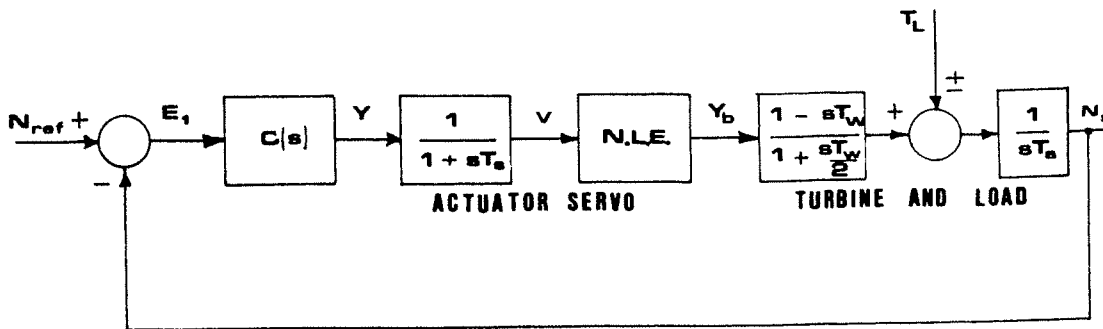 T_L
±
N_ref +
E_1
C(s)
Y
1
1 + sT_s
V
N.L.E.
Y_b
1 - sT_w
1 + sT_w
2
+
1
sT_a
-
ACTUATOR SERVO
TURBINE AND LOAD